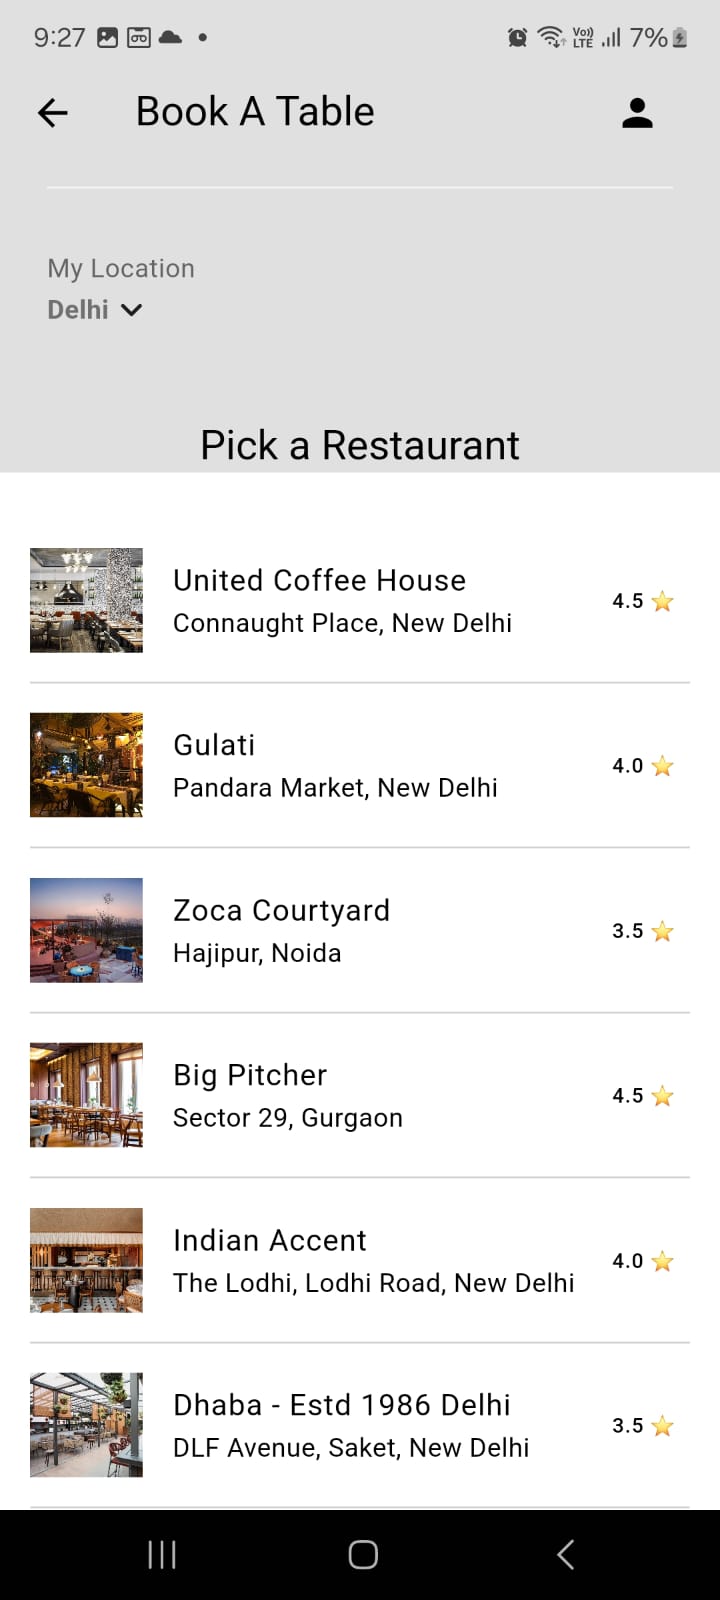 9:27
Vo)) LTE 7%
Book A Table
My Location
Delhi
Pick a Restaurant
United Coffee House
Connaught Place, New Delhi
4.5
Gulati
Pandara Market, New Delhi
4.0
Zoca Courtyard
Hajipur, Noida
3.5
Big Pitcher
Sector 29, Gurgaon
4.5
Indian Accent
The Lodhi, Lodhi Road, New Delhi
4.0
Dhaba - Estd 1986 Delhi
DLF Avenue, Saket, New Delhi
3.5